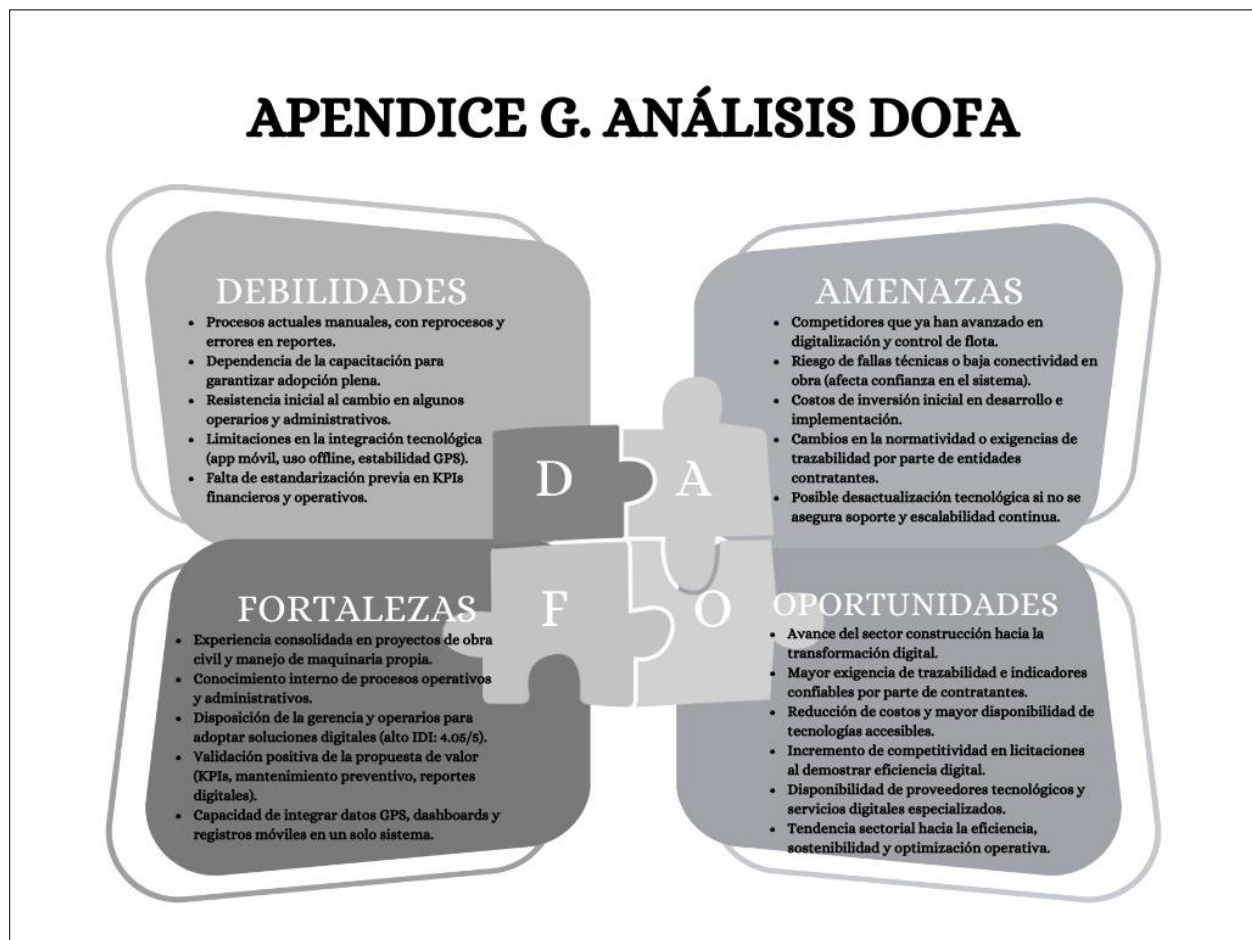 APENDICE G. ANÁLISIS DOFA
DEBILIDADES
• Procesos actuales manuales, con reprocesos y
errores en reportes.
• Dependencia de la capacitación para
garantizar adopción plena.
• Resistencia inicial al cambio en algunos
operarios y administrativos.
• Limitaciones en la integración tecnológica
(app móvil, uso offline, estabilidad GPS).
• Falta de estandarización previa en KPIs
financieros y operativos.
AMENAZAS
• Competidores que ya han avanzado en
digitalización y control de flota.
• Riesgo de fallas técnicas o baja conectividad en
obra (afecta confianza en el sistema).
• Costos de inversión inicial en desarrollo e
implementación.
• Cambios en la normatividad o exigencias de
trazabilidad por parte de entidades
contratantes.
• Posible desactualización tecnológica si no se
asegura soporte y escalabilidad continua.
D
A
F
O
FORTALEZAS
• Experiencia consolidada en proyectos de obra
civil y manejo de maquinaria propia.
• Conocimiento interno de procesos operativos
y administrativos.
• Disposición de la gerencia y operarios para
adoptar soluciones digitales (alto IDI: 4.05/5).
• Validación positiva de la propuesta de valor
(KPIs, mantenimiento preventivo, reportes
digitales).
• Capacidad de integrar datos GPS, dashboards y
registros móviles en un solo sistema.
OPORTUNIDADES
• Avance del sector construcción hacia la
transformación digital.
• Mayor exigencia de trazabilidad e indicadores
confiables por parte de contratantes.
• Reducción de costos y mayor disponibilidad de
tecnologías accesibles.
• Incremento de competitividad en licitaciones
al demostrar eficiencia digital.
• Disponibilidad de proveedores tecnológicos y
servicios digitales especializados.
• Tendencia sectorial hacia la eficiencia,
sostenibilidad y optimización operativa.